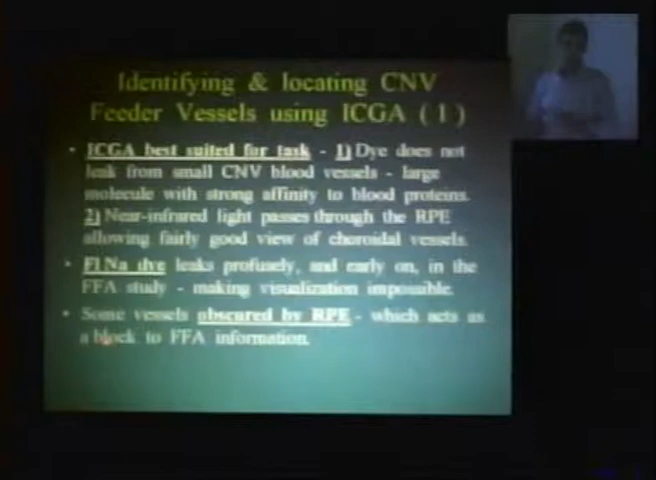 Identifying & locating CNV
Feeder Vessels using ICGA ( 1 )
• ICGA best suited for task - 1) Dye does not
leak from small CNV blood vessels - large
molecule with strong affinity to blood proteins.
2) Near-infrared light passes through the RPE
allowing fairly good view of choroidal vessels.
• Fl Na dye leaks profusely, and early on, in the
FFA study - making visualization impossible.
• Some vessels obscured by RPE - which acts as
a block to FFA information.